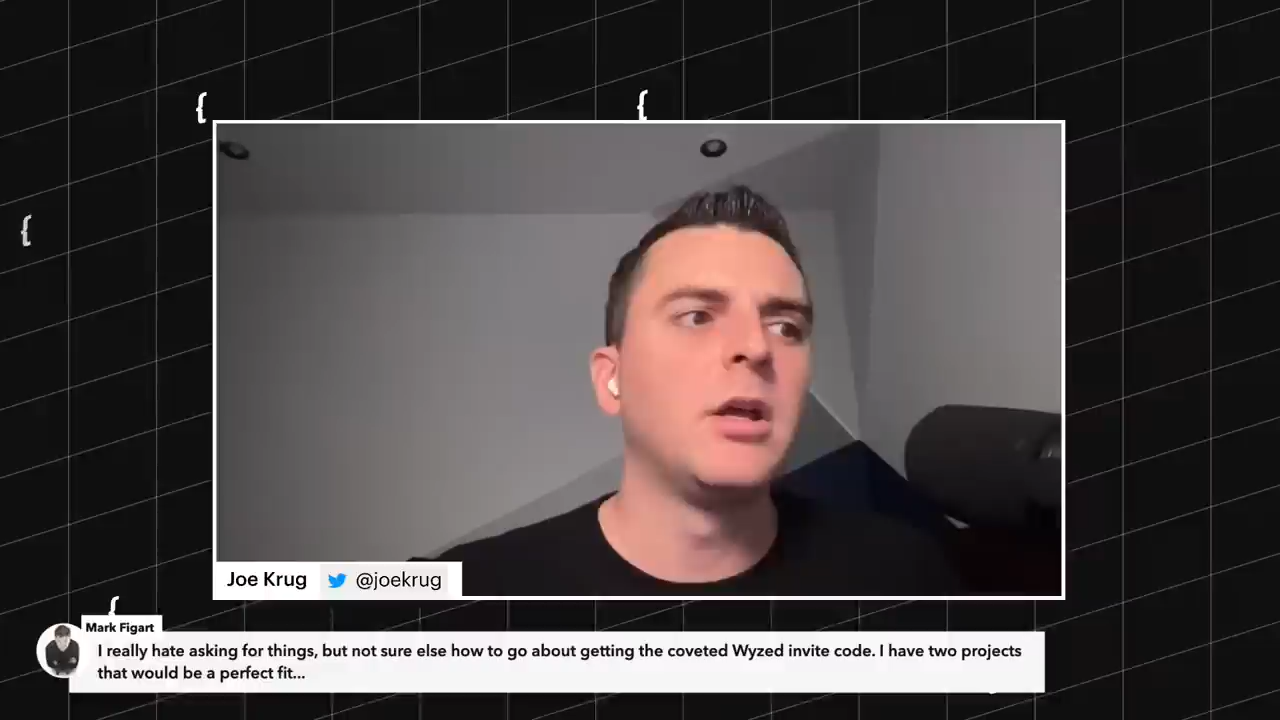 {
{
{
Joe Krug @joekrug
{
Mark Figart
I really hate asking for things, but not sure else how to go about getting the coveted Wyzed invite code. I have two projects
that would be a perfect fit...